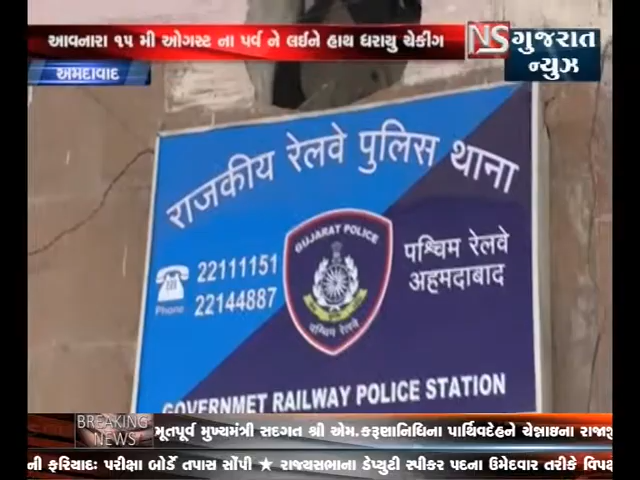 આવનારા ૧૫ મી ઓગસ્ટ ના પર્વ ને લઈને હાથ ધરાયુ ચેકીંગ
NS ગુજરાત ન્યુઝ
અમદાવાદ
राजकीय रेलवे पुलिस थाना
GUJARAT POLICE
पश्चिम रेलवे
पश्चिम रेलवे
अहमदाबाद
22111151
22144887
Phone
GOVERNMET RAILWAY POLICE STATION
BREAKING NEWS
મૂતપૂર્વ મુખ્યમંત્રી સદગત શ્રી એમ.કરૂણાનિધિના પાર્થિવદેહને ચેન્નાઇના રાજાજી
ની ફરિયાદઃ પરીક્ષા બોર્ડે તપાસ સોંપી ★ રાજ્યસભાના ડેપ્યુટી સ્પીકર પદના ઉમેદવાર તરીકે વિપક્ષ